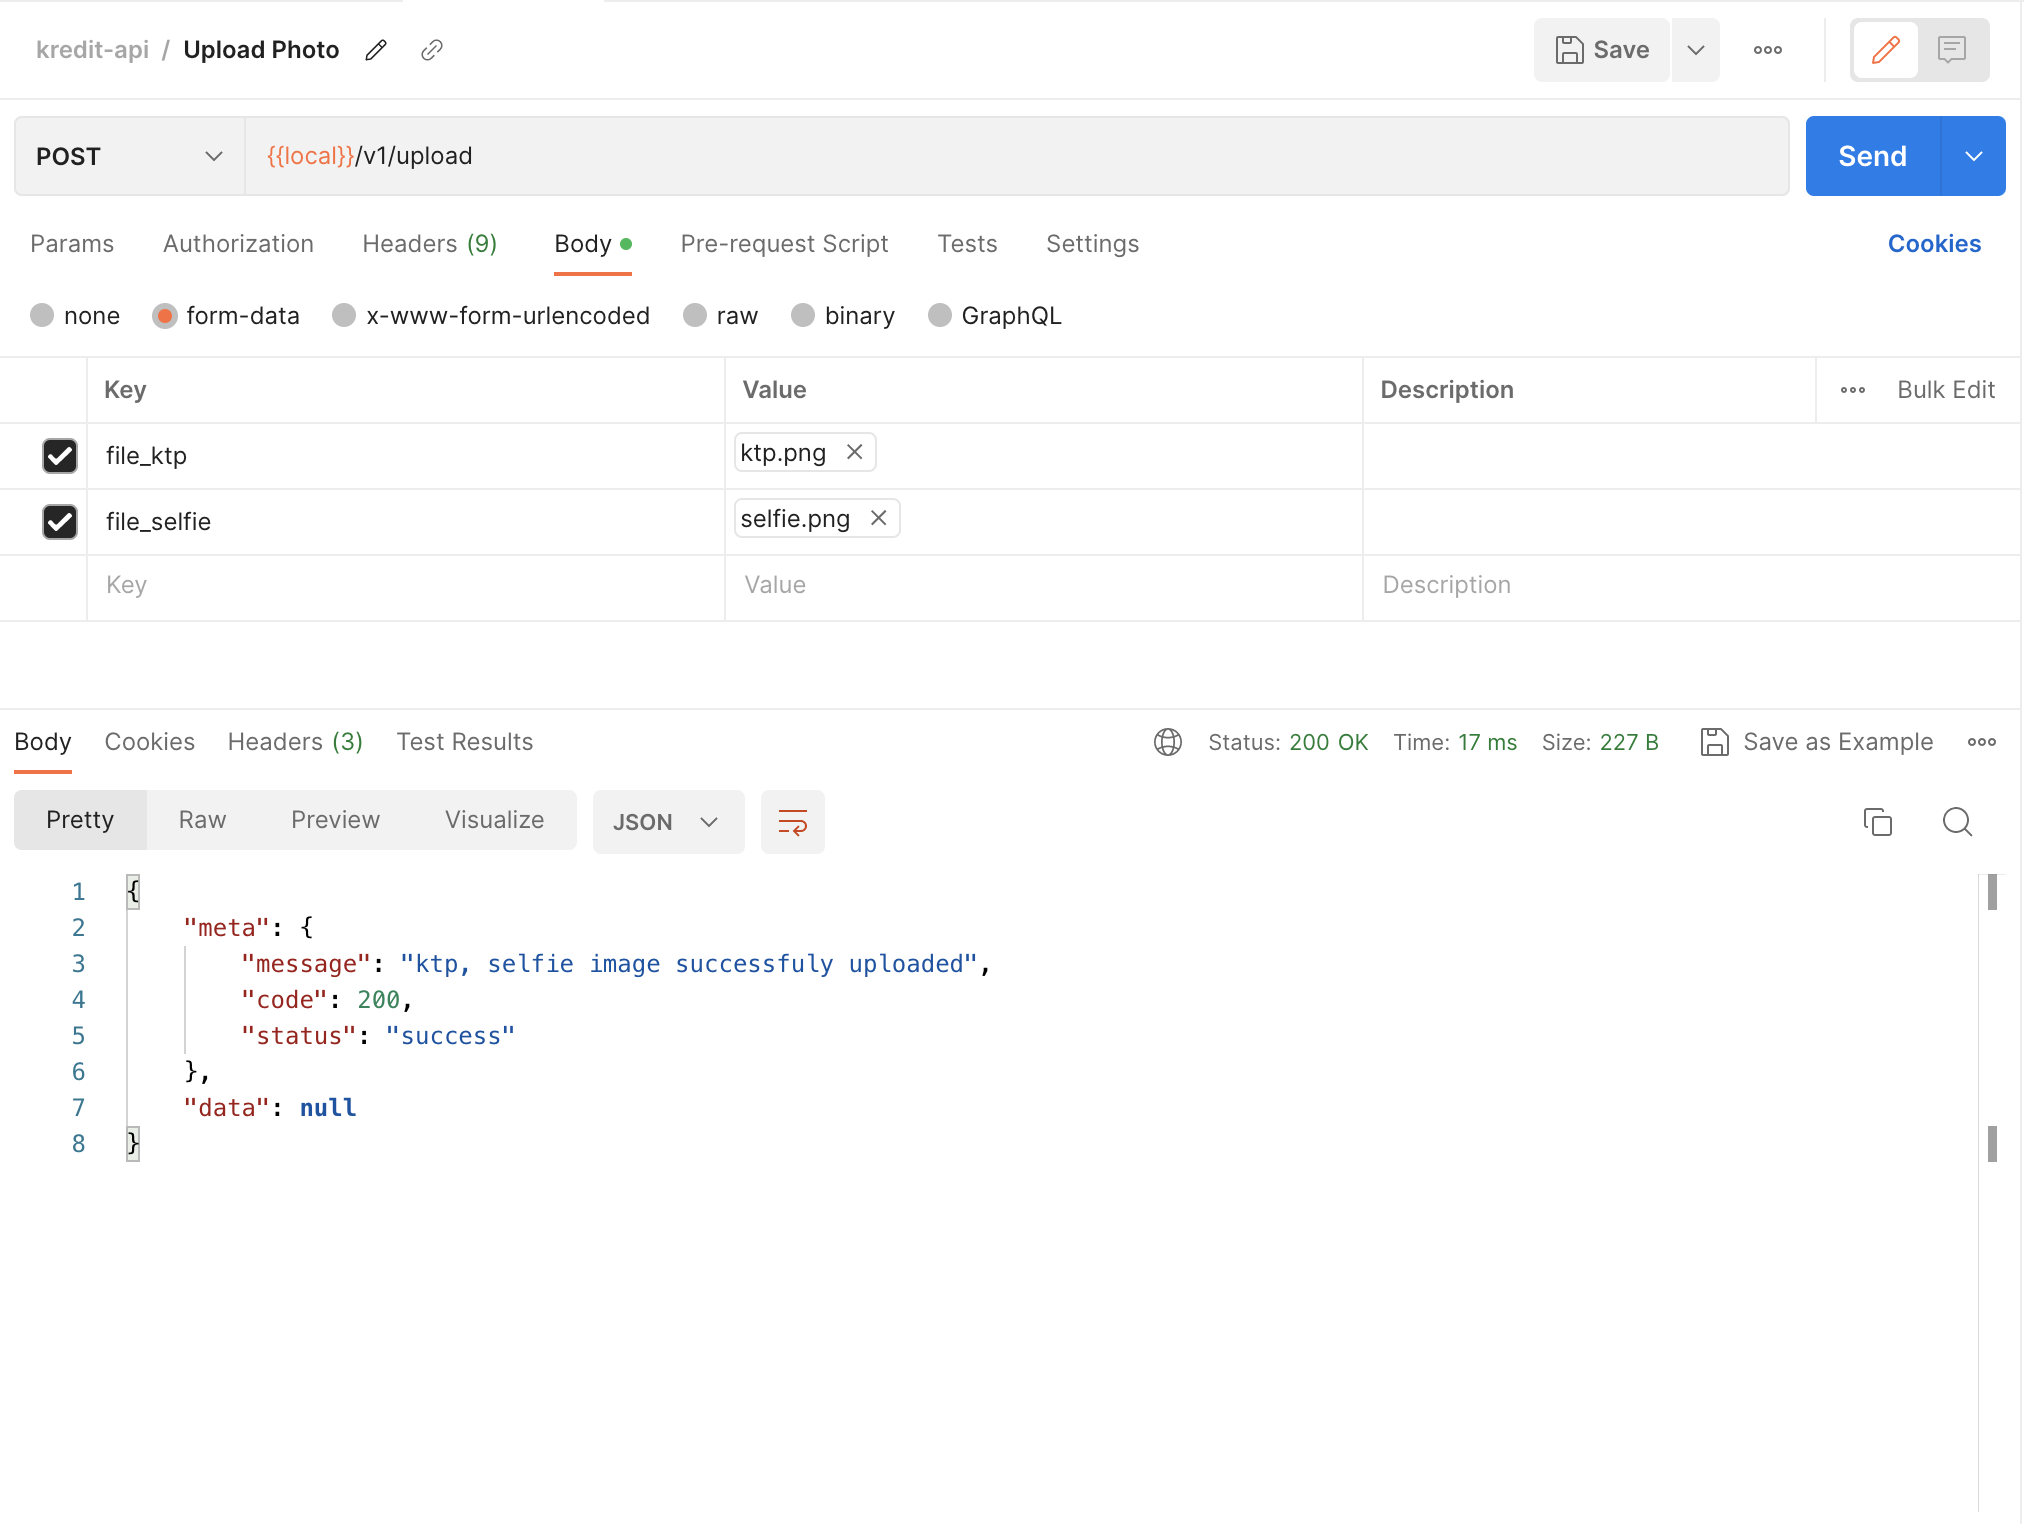 kredit-api / Upload Photo
Save
POST
{{local}}/v1/upload
Send
Params Authorization Headers (9) Body Pre-request Script Tests Settings Cookies
none form-data x-www-form-urlencoded raw binary GraphQL
Key Value Description Bulk Edit
file_ktp ktp.png
file_selfie selfie.png
Key Value Description
Body Cookies Headers (3) Test Results Status: 200 OK Time: 17 ms Size: 227 B Save as Example
Pretty Raw Preview Visualize JSON
1 {
2 "meta": {
3 "message": "ktp, selfie image successfuly uploaded",
4 "code": 200,
5 "status": "success"
6 },
7 "data": null
8 }